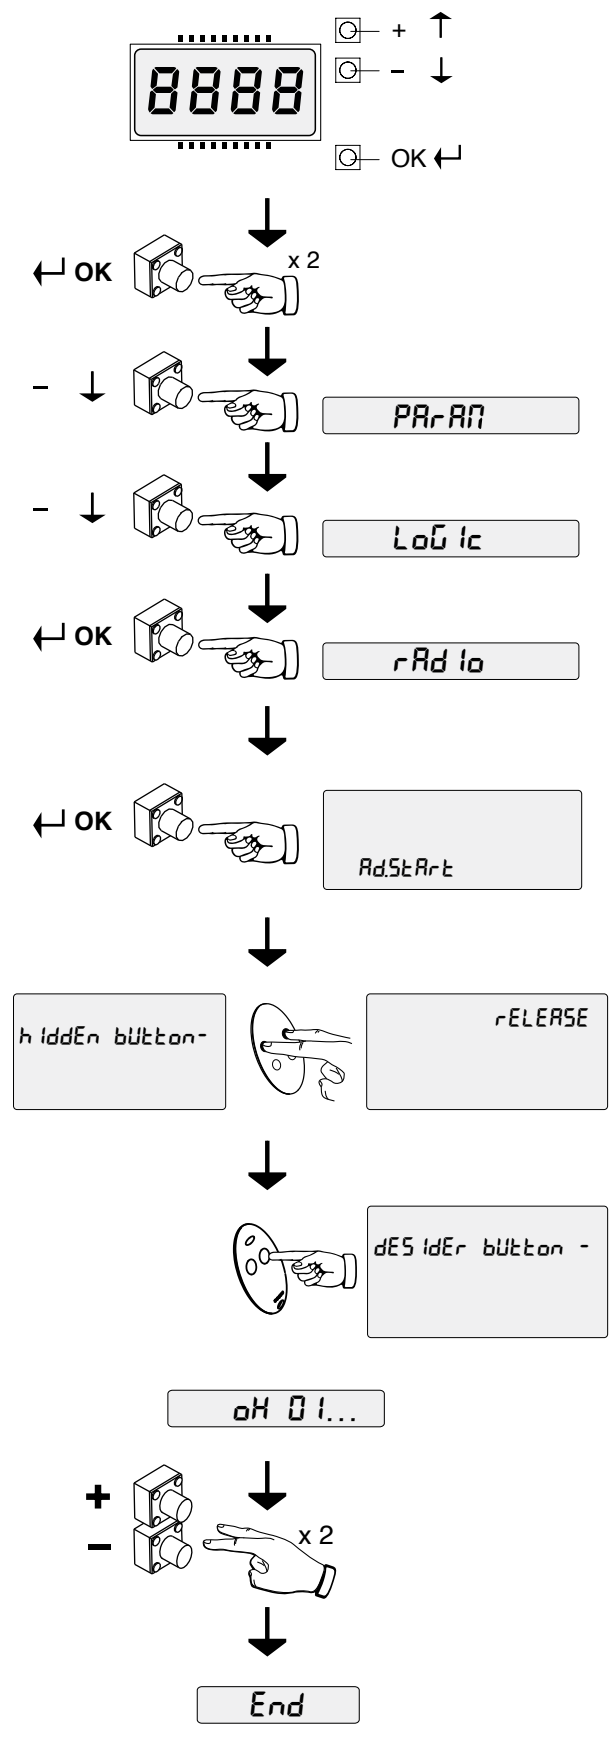 + ↑
8888
- ↓
OK ↵
x 2
↵ OK
- ↓
PArAM
- ↓
LoGIc
↵ OK
rAdIo
↵ OK
Ad.StArt
rELEASE
hIddEn bUtton-
dESIdEr bUtton -
oK 01...
+
x 2
-
End